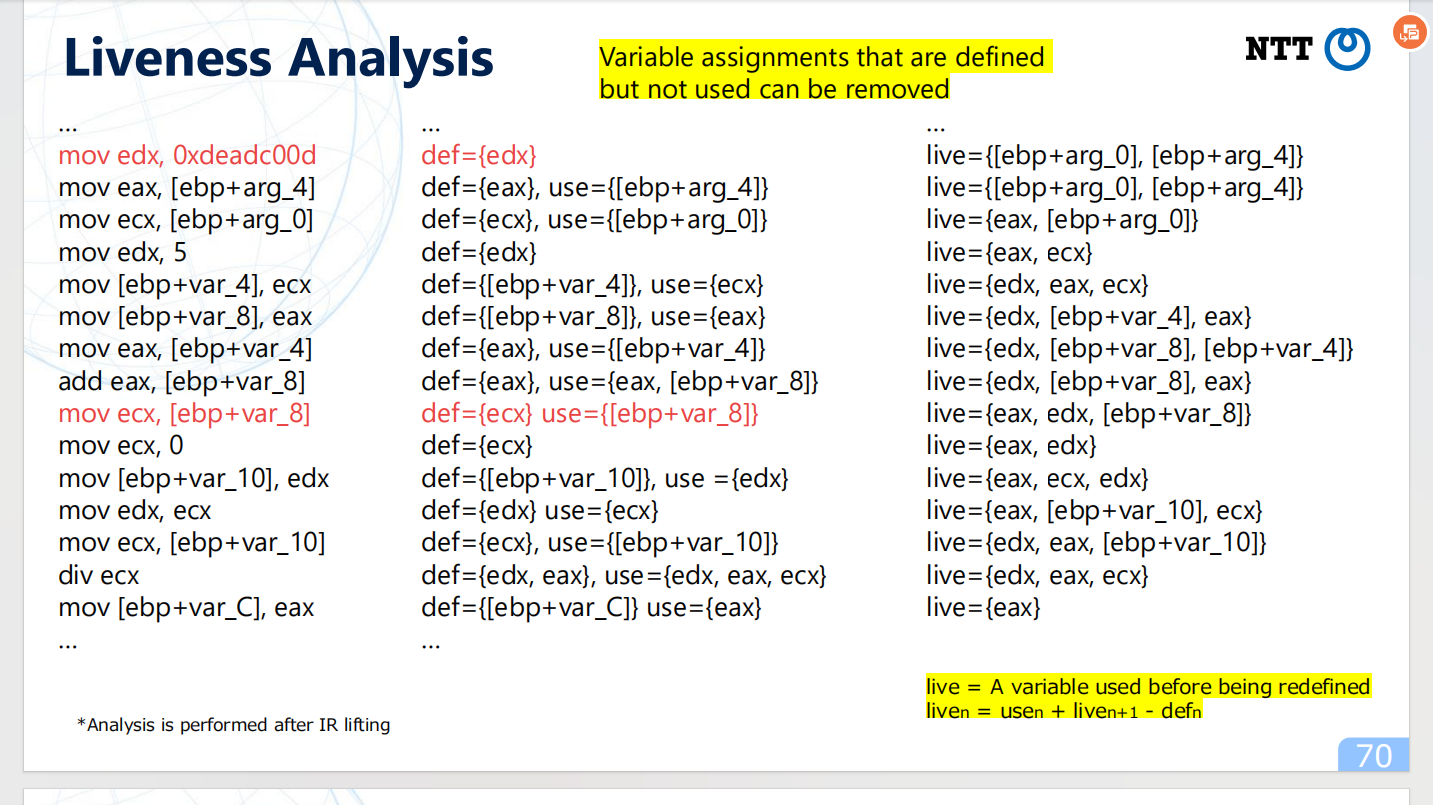 Liveness Analysis
Variable assignments that are defined
but not used can be removed
NTT
...
mov edx, 0xdeadc00d
mov eax, [ebp+arg_4]
mov ecx, [ebp+arg_0]
mov edx, 5
mov [ebp+var_4], ecx
mov [ebp+var_8], eax
mov eax, [ebp+var_4]
add eax, [ebp+var_8]
mov ecx, [ebp+var_8]
mov ecx, 0
mov [ebp+var_10], edx
mov edx, ecx
mov ecx, [ebp+var_10]
div ecx
mov [ebp+var_C], eax
...
...
def={edx}
def={eax}, use={[ebp+arg_4]}
def={ecx}, use={[ebp+arg_0]}
def={edx}
def={[ebp+var_4]}, use={ecx}
def={[ebp+var_8]}, use={eax}
def={eax}, use={[ebp+var_4]}
def={eax}, use={eax, [ebp+var_8]}
def={ecx} use={[ebp+var_8]}
def={ecx}
def={[ebp+var_10]}, use ={edx}
def={edx} use={ecx}
def={ecx}, use={[ebp+var_10]}
def={edx, eax}, use={edx, eax, ecx}
def={[ebp+var_C]} use={eax}
...
...
live={[ebp+arg_0], [ebp+arg_4]}
live={[ebp+arg_0], [ebp+arg_4]}
live={eax, [ebp+arg_0]}
live={eax, ecx}
live={edx, eax, ecx}
live={edx, [ebp+var_4], eax}
live={edx, [ebp+var_8], [ebp+var_4]}
live={edx, [ebp+var_8], eax}
live={eax, edx, [ebp+var_8]}
live={eax, edx}
live={eax, ecx, edx}
live={eax, [ebp+var_10], ecx}
live={edx, eax, [ebp+var_10]}
live={edx, eax, ecx}
live={eax}
live = A variable used before being redefined
liven = usen + liven+1 - defn
*Analysis is performed after IR lifting
70